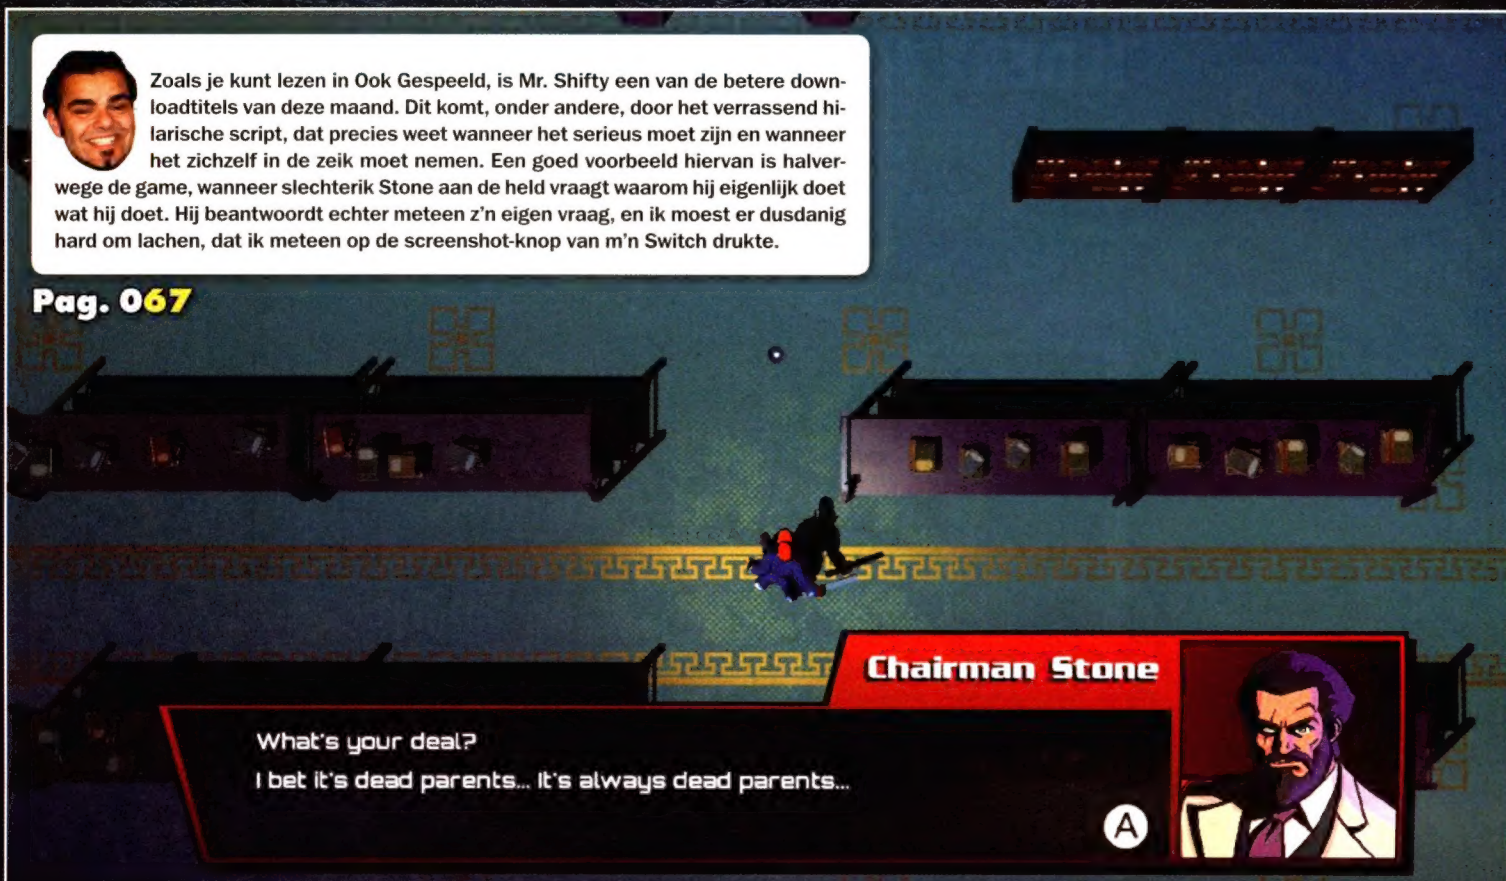 Zoals je kunt lezen in Ook Gespeeld, is Mr. Shifty een van de betere down-
loadtitels van deze maand. Dit komt, onder andere, door het verrassend hi-
larische script, dat precies weet wanneer het serieus moet zijn en wanneer
het zichzelf in de zeik moet nemen. Een goed voorbeeld hiervan is halver-
wege de game, wanneer slechterik Stone aan de held vraagt waarom hij eigenlijk doet
wat hij doet. Hij beantwoordt echter meteen z'n eigen vraag, en ik moest er dusdanig
hard om lachen, dat ik meteen op de screenshot-knop van m'n Switch drukte.
Pag. 067
Chairman Stone
What's your deal?
I bet it's dead parents... It's always dead parents...
A